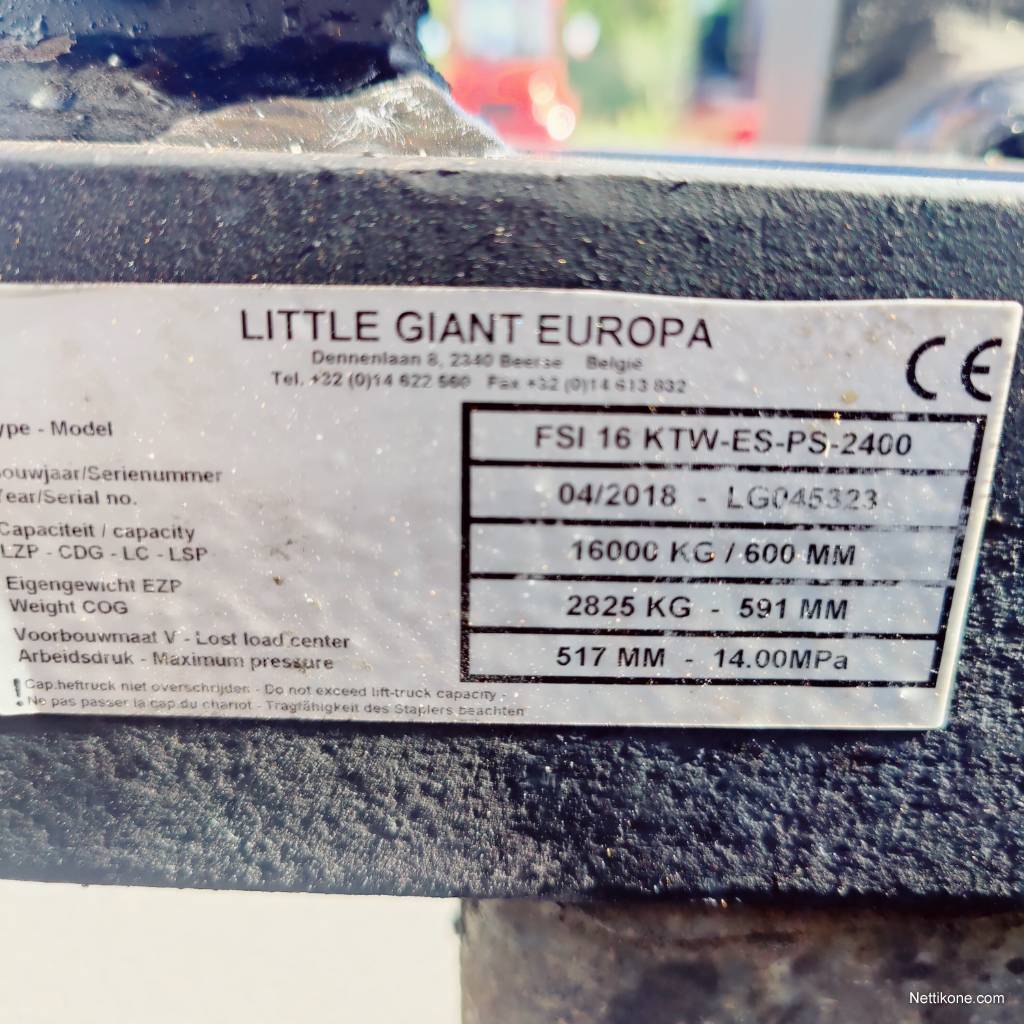 LITTLE GIANT EUROPA
Dennenlaan 8, 2340 Beerse België
Tel. +32 (0)14 622 560 Fax +32 (0)14 613 832
CE
ype - Model
FSI 16 KTW-ES-PS-2400
ouwjaar/Serienummer
Year/Serial no.
04/2018 - LG045323
Capaciteit / capacity
LZP - CDG - LC - LSP
16000 KG / 600 MM
Eigengewicht EZP
Weight COG
2825 KG - 591 MM
Voorbouwmaat V - Lost load center
Arbeidsdruk - Maximum pressure
517 MM - 14.00MPa
! Cap.heftruck niet overschrijden - Do not exceed lift-truck capacity -
Ne pas passer la cap.du chariot - Tragfähigkeit des Staplers beachten
Nettikone.com